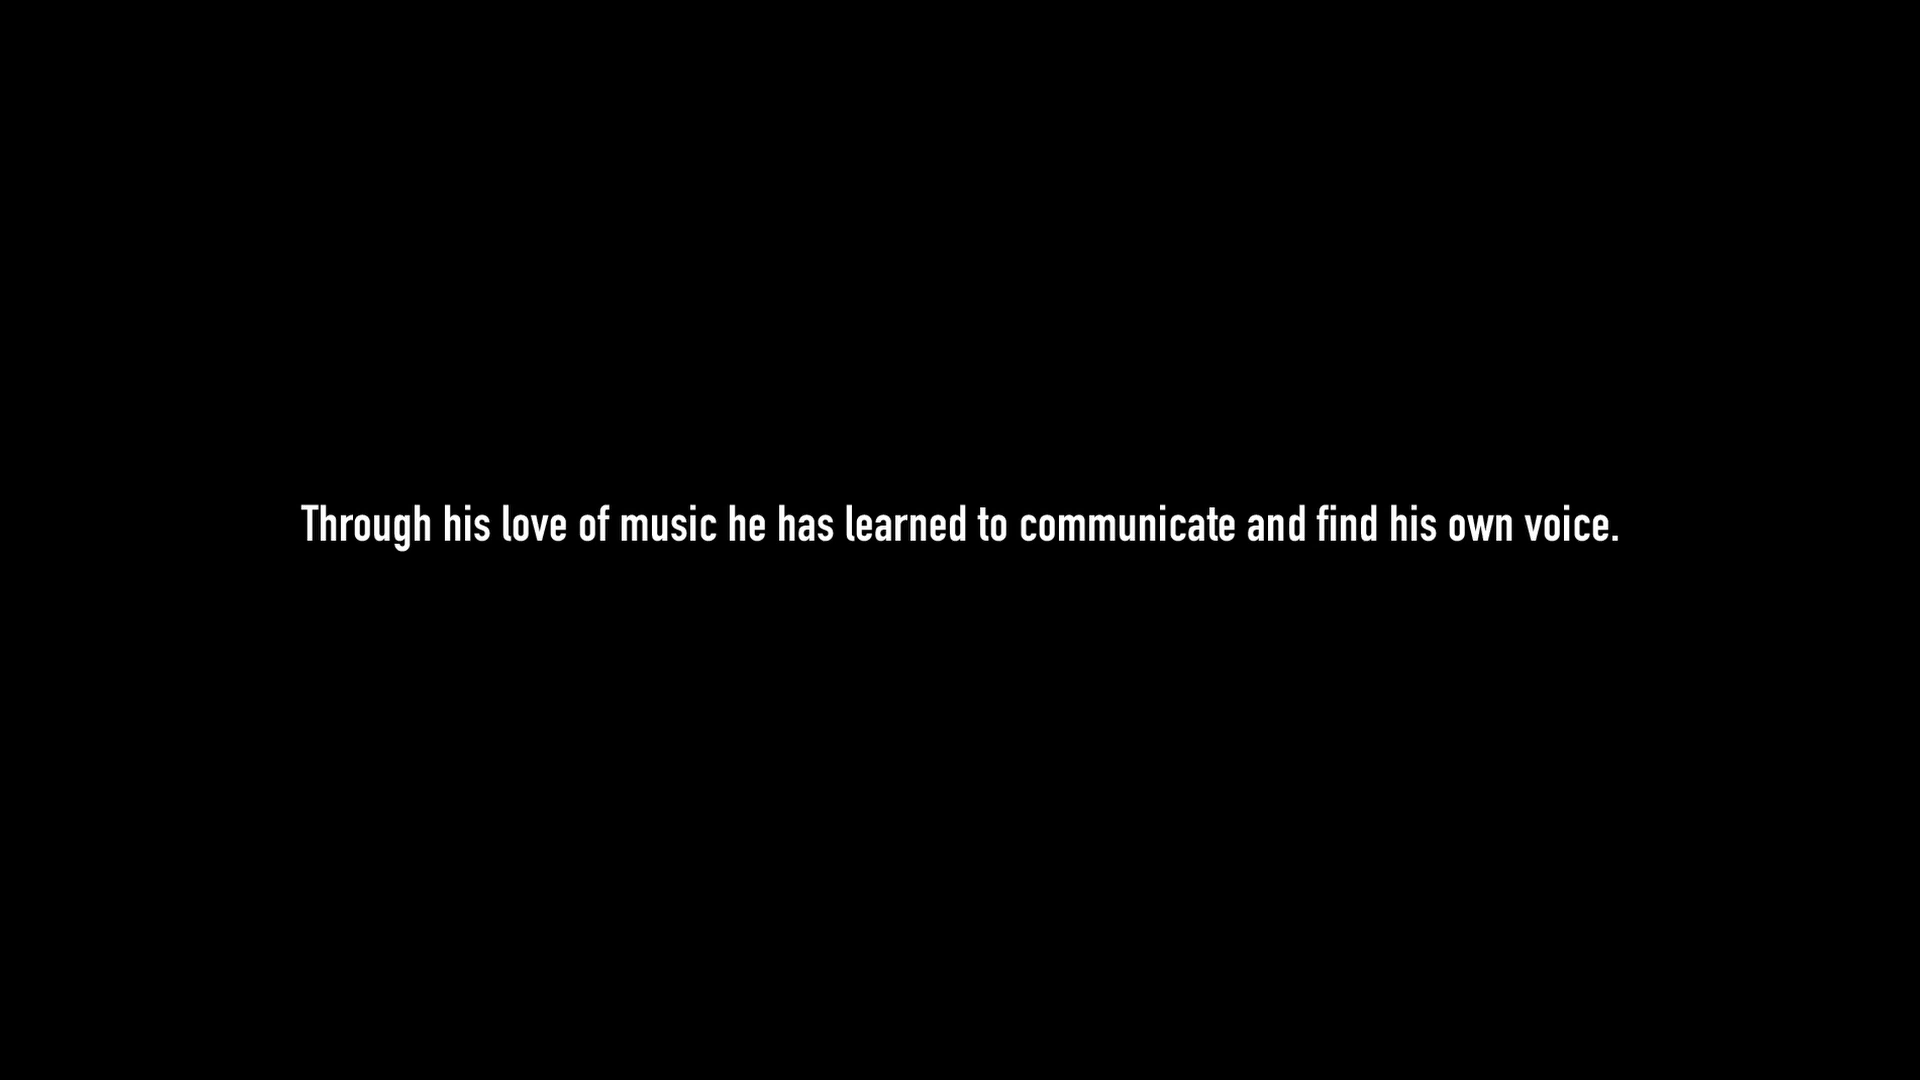 Through his love of music he has learned to communicate and find his own voice.